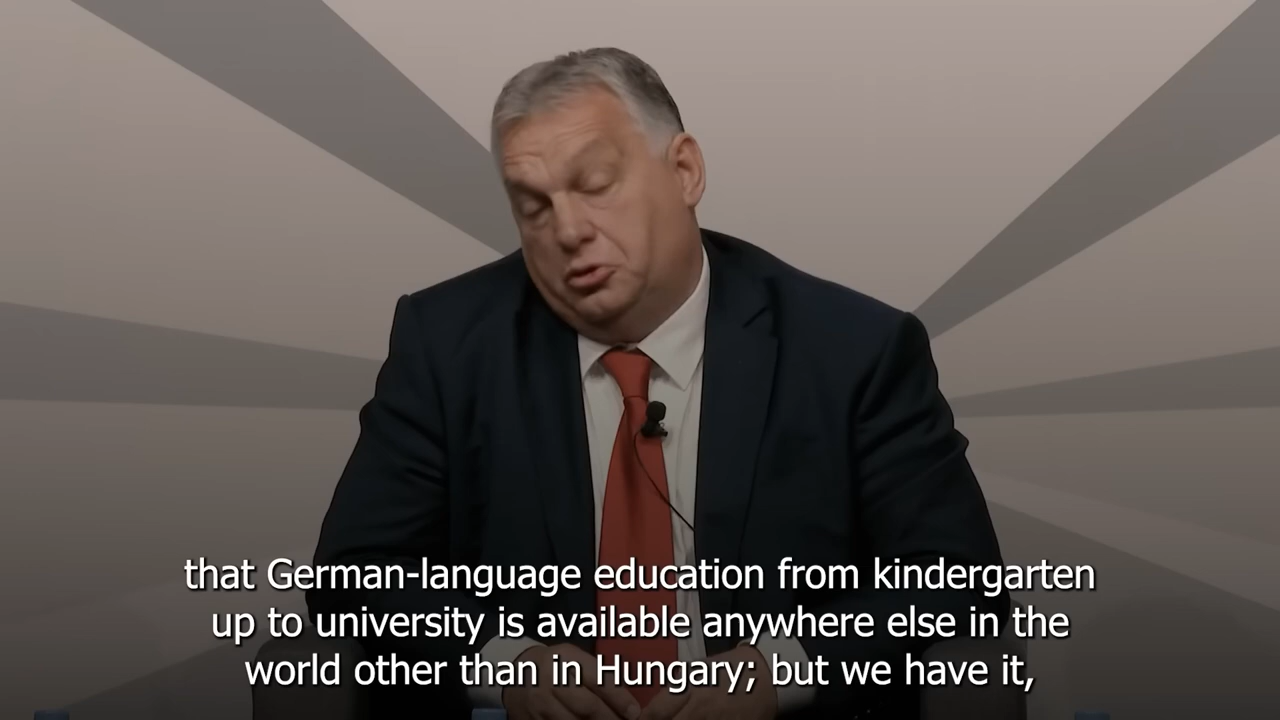 that German-language education from kindergarten
up to university is available anywhere else in the
world other than in Hungary; but we have it,